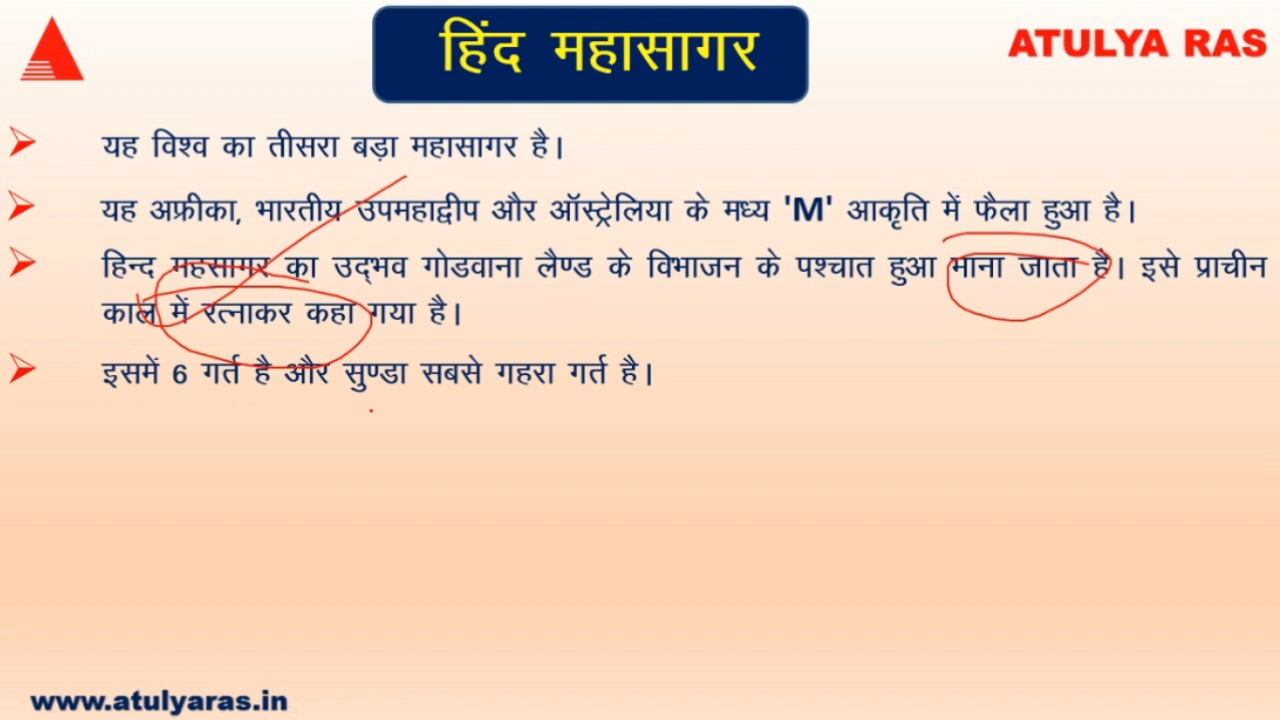 हिंद महासागर
ATULYA RAS
यह विश्व का तीसरा बड़ा महासागर है।
यह अफ्रीका, भारतीय उपमहाद्वीप और ऑस्ट्रेलिया के मध्य 'M' आकृति में फैला हुआ है।
हिन्द महसागर का उद्‌भव गोडवाना लैण्ड के विभाजन के पश्चात हुआ माना जाता है। इसे प्राचीन
काल में रत्नाकर कहा गया है।
इसमें 6 गर्त है और सुण्डा सबसे गहरा गर्त है।
www.atulyaras.in